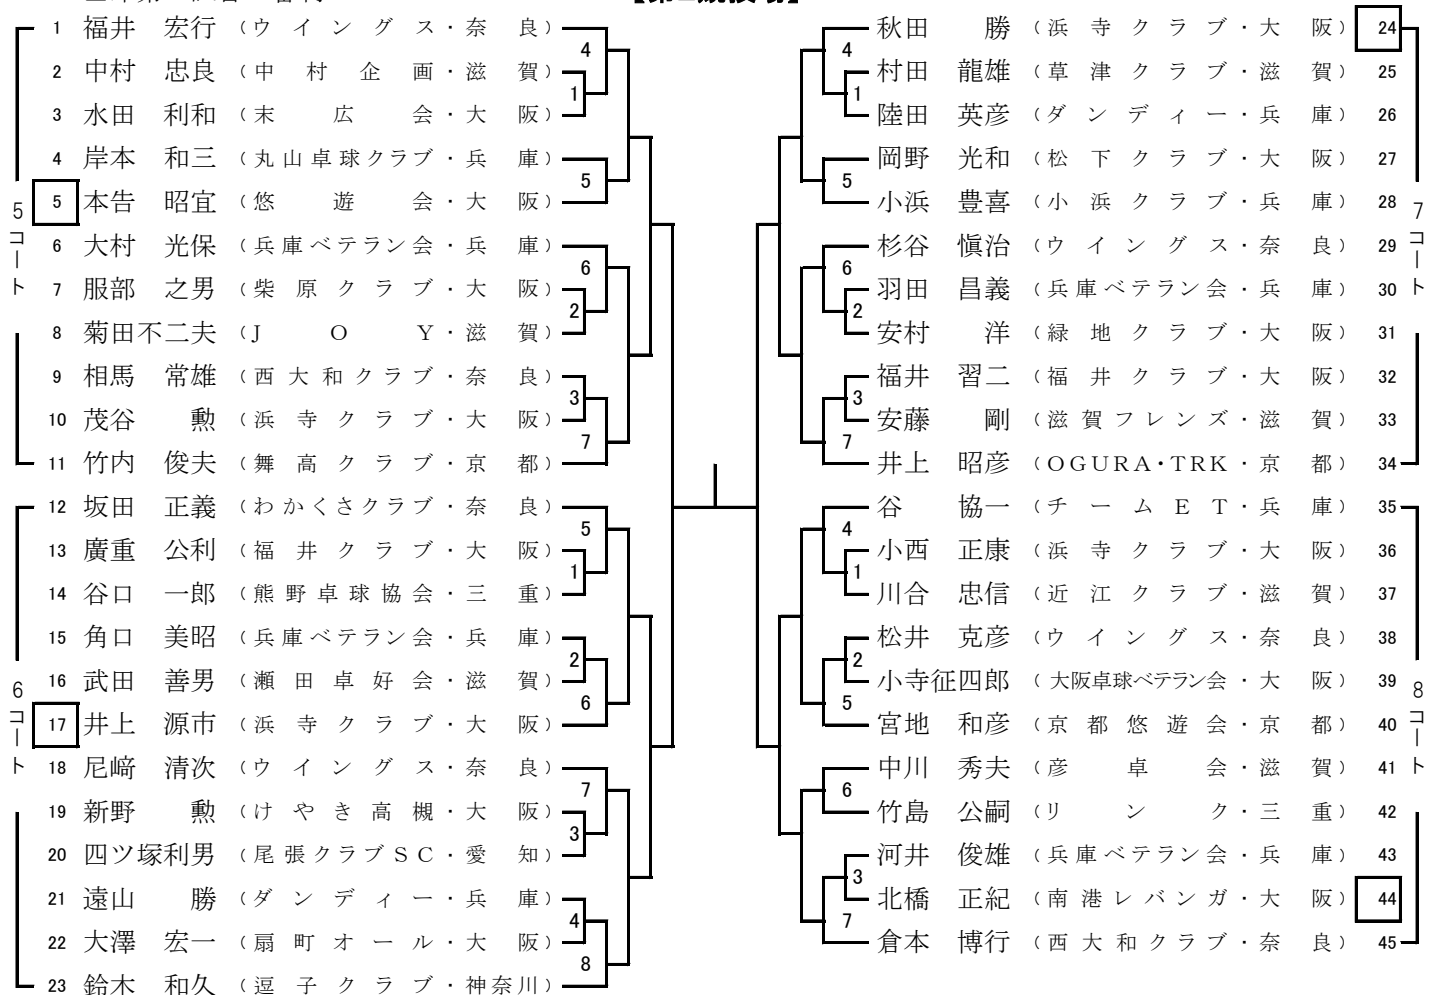 1 福井 宏行 (ウイングス・奈良)
2 中村 忠良 (中村企画・滋賀)
3 水田 利和 (末広会・大阪)
4 岸本 和三 (丸山卓球クラブ・兵庫)
5 本告 昭宜 (悠遊会・大阪)
6 大村 光保 (兵庫ベテラン会・兵庫)
7 服部 之男 (柴原クラブ・大阪)
8 菊田不二夫 (JOY・滋賀)
9 相馬 常雄 (西大和クラブ・奈良)
10 茂谷 勲 (浜寺クラブ・大阪)
11 竹内 俊夫 (舞高クラブ・京都)
5コート
4
1
5
6
2
3
7
12 坂田 正義 (わかくさクラブ・奈良)
13 廣重 公利 (福井クラブ・大阪)
14 谷口 一郎 (熊野卓球協会・三重)
15 角口 美昭 (兵庫ベテラン会・兵庫)
16 武田 善男 (瀬田卓好会・滋賀)
17 井上 源市 (浜寺クラブ・大阪)
18 尼﨑 清次 (ウイングス・奈良)
19 新野 勲 (けやき高槻・大阪)
20 四ツ塚利男 (尾張クラブSC・愛知)
21 遠山 勝 (ダンディー・兵庫)
22 大澤 宏一 (扇町オール・大阪)
23 鈴木 和久 (逗子クラブ・神奈川)
6コート
5
1
2
6
7
3
4
8
秋田 勝 (浜寺クラブ・大阪) 24
村田 龍雄 (草津クラブ・滋賀) 25
陸田 英彦 (ダンディー・兵庫) 26
岡野 光和 (松下クラブ・大阪) 27
小浜 豊喜 (小浜クラブ・兵庫) 28
杉谷 愼治 (ウイングス・奈良) 29
羽田 昌義 (兵庫ベテラン会・兵庫) 30
安村 洋 (緑地クラブ・大阪) 31
福井 習二 (福井クラブ・大阪) 32
安藤 剛 (滋賀フレンズ・滋賀) 33
井上 昭彦 (OGURA・TRK・京都) 34
7コート
4
1
5
6
2
3
7
谷 協一 (チームET・兵庫) 35
小西 正康 (浜寺クラブ・大阪) 36
川合 忠信 (近江クラブ・滋賀) 37
松井 克彦 (ウイングス・奈良) 38
小寺征四郎 (大阪卓球ベテラン会・大阪) 39
宮地 和彦 (京都悠遊会・京都) 40
中川 秀夫 (彦卓会・滋賀) 41
竹島 公嗣 (リンク・三重) 42
河井 俊雄 (兵庫ベテラン会・兵庫) 43
北橋 正紀 (南港レバンガ・大阪) 44
倉本 博行 (西大和クラブ・奈良) 45
8コート
4
1
2
5
6
3
7